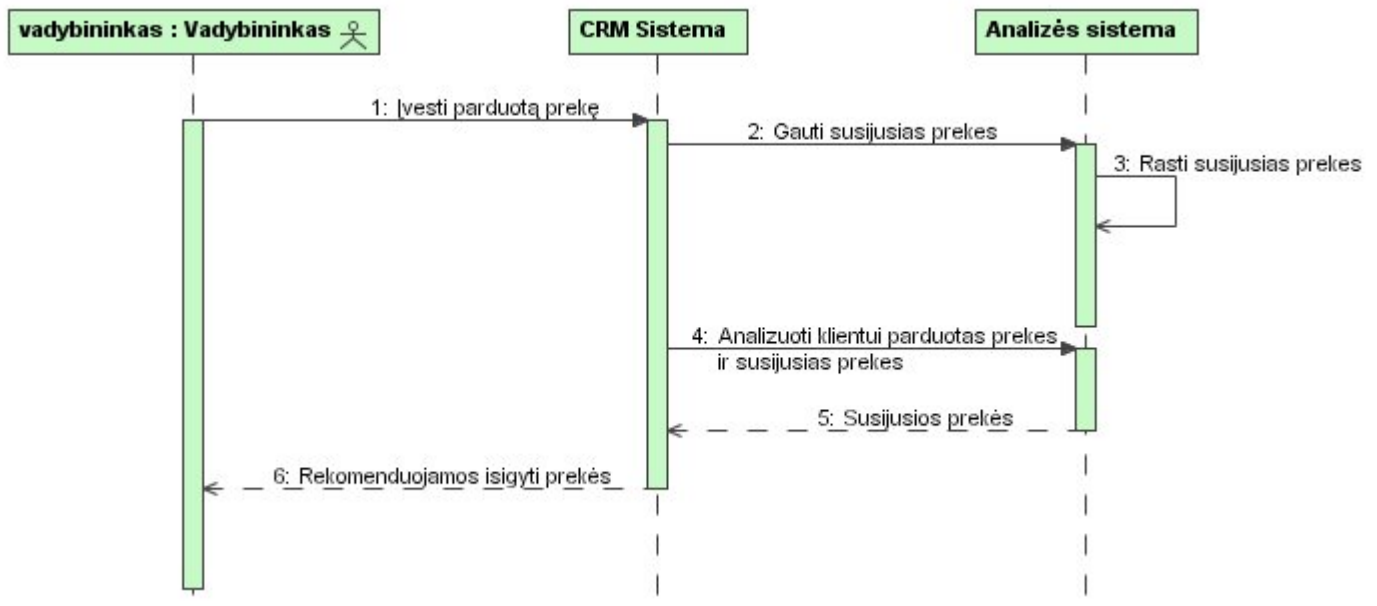 vadybininkas : Vadybininkas
CRM Sistema
Analizės sistema
1: Įvesti parduotą prekę
2: Gauti susijusias prekes
3: Rasti susijusias prekes
4: Analizuoti klientui parduotas prekes
ir susijusias prekes
5: Susijusios prekės
6: Rekomenduojamos isigyti prekės